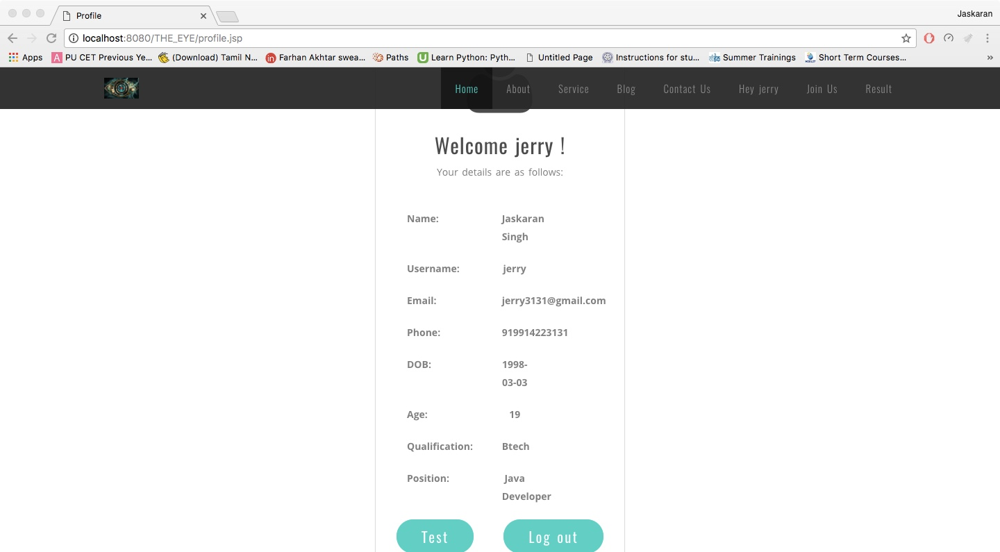 Profile
Jaskaran
localhost:8080/THE_EYE/profile.jsp
Apps A PU CET Previous Ye... (Download) Tamil N... in Farhan Akhtar swea... Paths U Learn Python: Pyth... Untitled Page Instructions for stu... Summer Trainings Short Term Courses... »
Home About Service Blog Contact Us Hey jerry Join Us Result
Welcome jerry !
Your details are as follows:
Name: Jaskaran
Singh
Username: jerry
Email: jerry3131@gmail.com
Phone: 919914223131
DOB: 1998-
03-03
Age: 19
Qualification: Btech
Position: Java
Developer
Test Log out